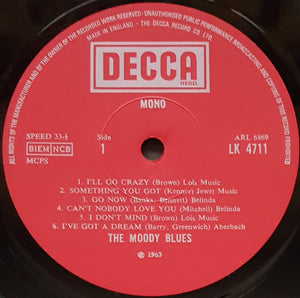 ALL RIGHTS OF THE MANUFACTURER AND OF THE OWNER OF THE RECORDED WORK RESERVED UNAUTHORISED PUBLIC PERFORMANCE BROADCASTING AND COPYING OF THIS RECORD PROHIBITED
MADE IN ENGLAND, THE DECCA RECORD CO. LTD.
DECCA
REGD.
MONO
SPEED 33⅓
Side
ARL 6869
BIEM NCB
1
LK 4711
MCPS
1. I'LL GO CRAZY (Brown) Lois Music
2. SOMETHING YOU GOT (Kenner) Jewel Music
3. GO NOW (Banks, Bennett) Belinda
4. CAN'T NOBODY LOVE YOU (Mitchell) Belinda
5. I DON'T MIND (Brown) Lois Music
6. I'VE GOT A DREAM (Barry, Greenwich) Aberbach
THE MOODY BLUES
℗ 1965